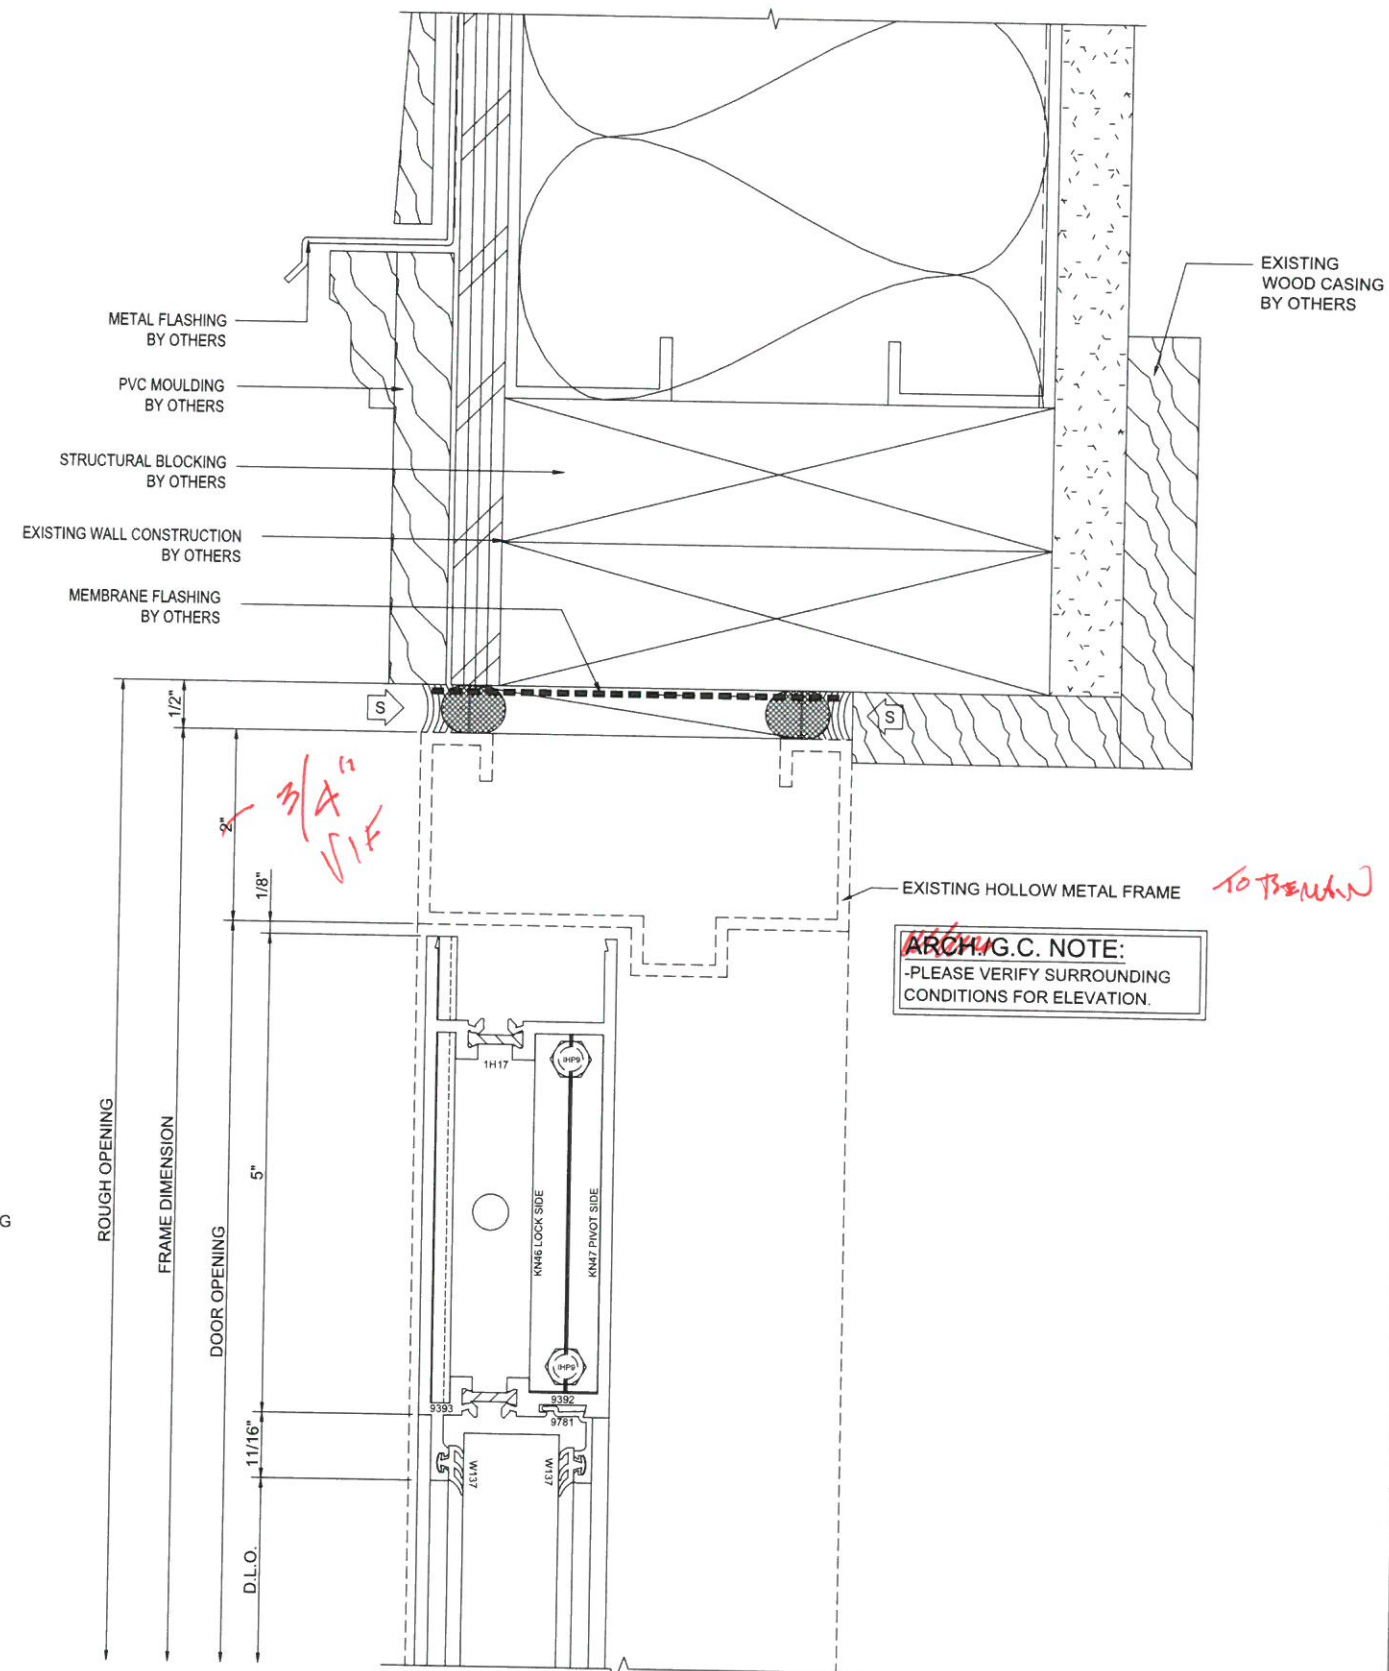 EXISTING
WOOD CASING
BY OTHERS
METAL FLASHING
BY OTHERS
PVC MOULDING
BY OTHERS
STRUCTURAL BLOCKING
BY OTHERS
EXISTING WALL CONSTRUCTION
BY OTHERS
MEMBRANE FLASHING
BY OTHERS
1/2"
S
S
2"
3/4"
VIF
1/8"
EXISTING HOLLOW METAL FRAME TO REMAIN
ARCH./G.C. NOTE:
-PLEASE VERIFY SURROUNDING
CONDITIONS FOR ELEVATION.
1H17
IHP9
ROUGH OPENING
FRAME DIMENSION
DOOR OPENING
5"
KN46 LOCK SIDE
KN47 PIVOT SIDE
G
IHP9
9393
9392
9781
11/16"
W137
W137
D.L.O.